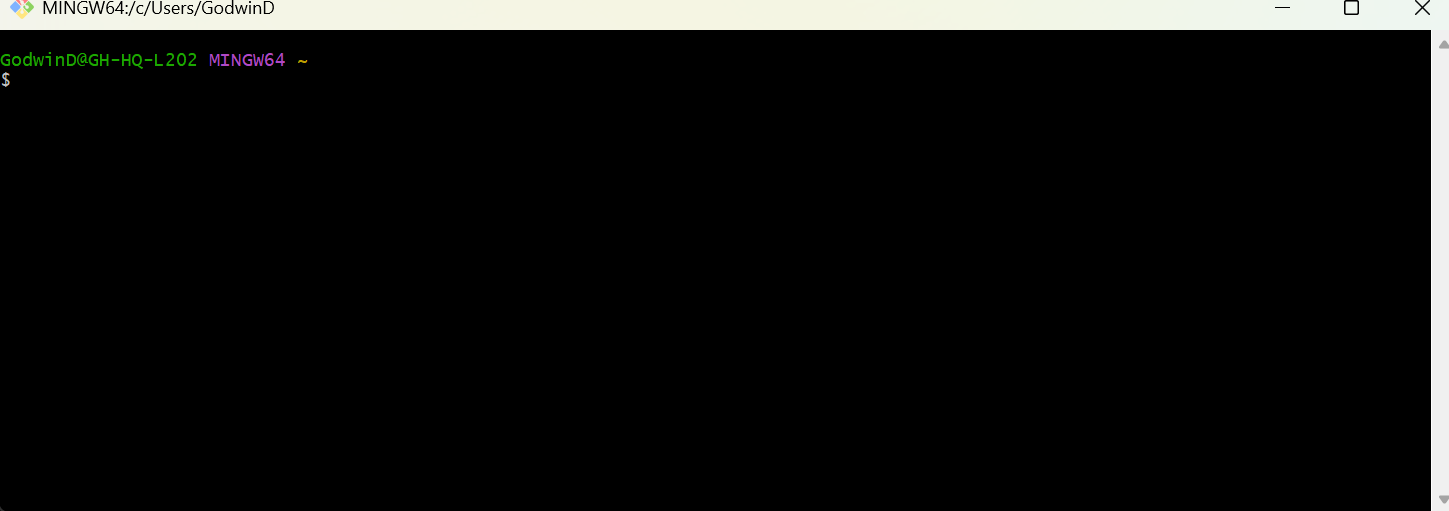 MINGW64:/c/Users/GodwinD
GodwinD@GH-HQ-L202 MINGW64 ~
$